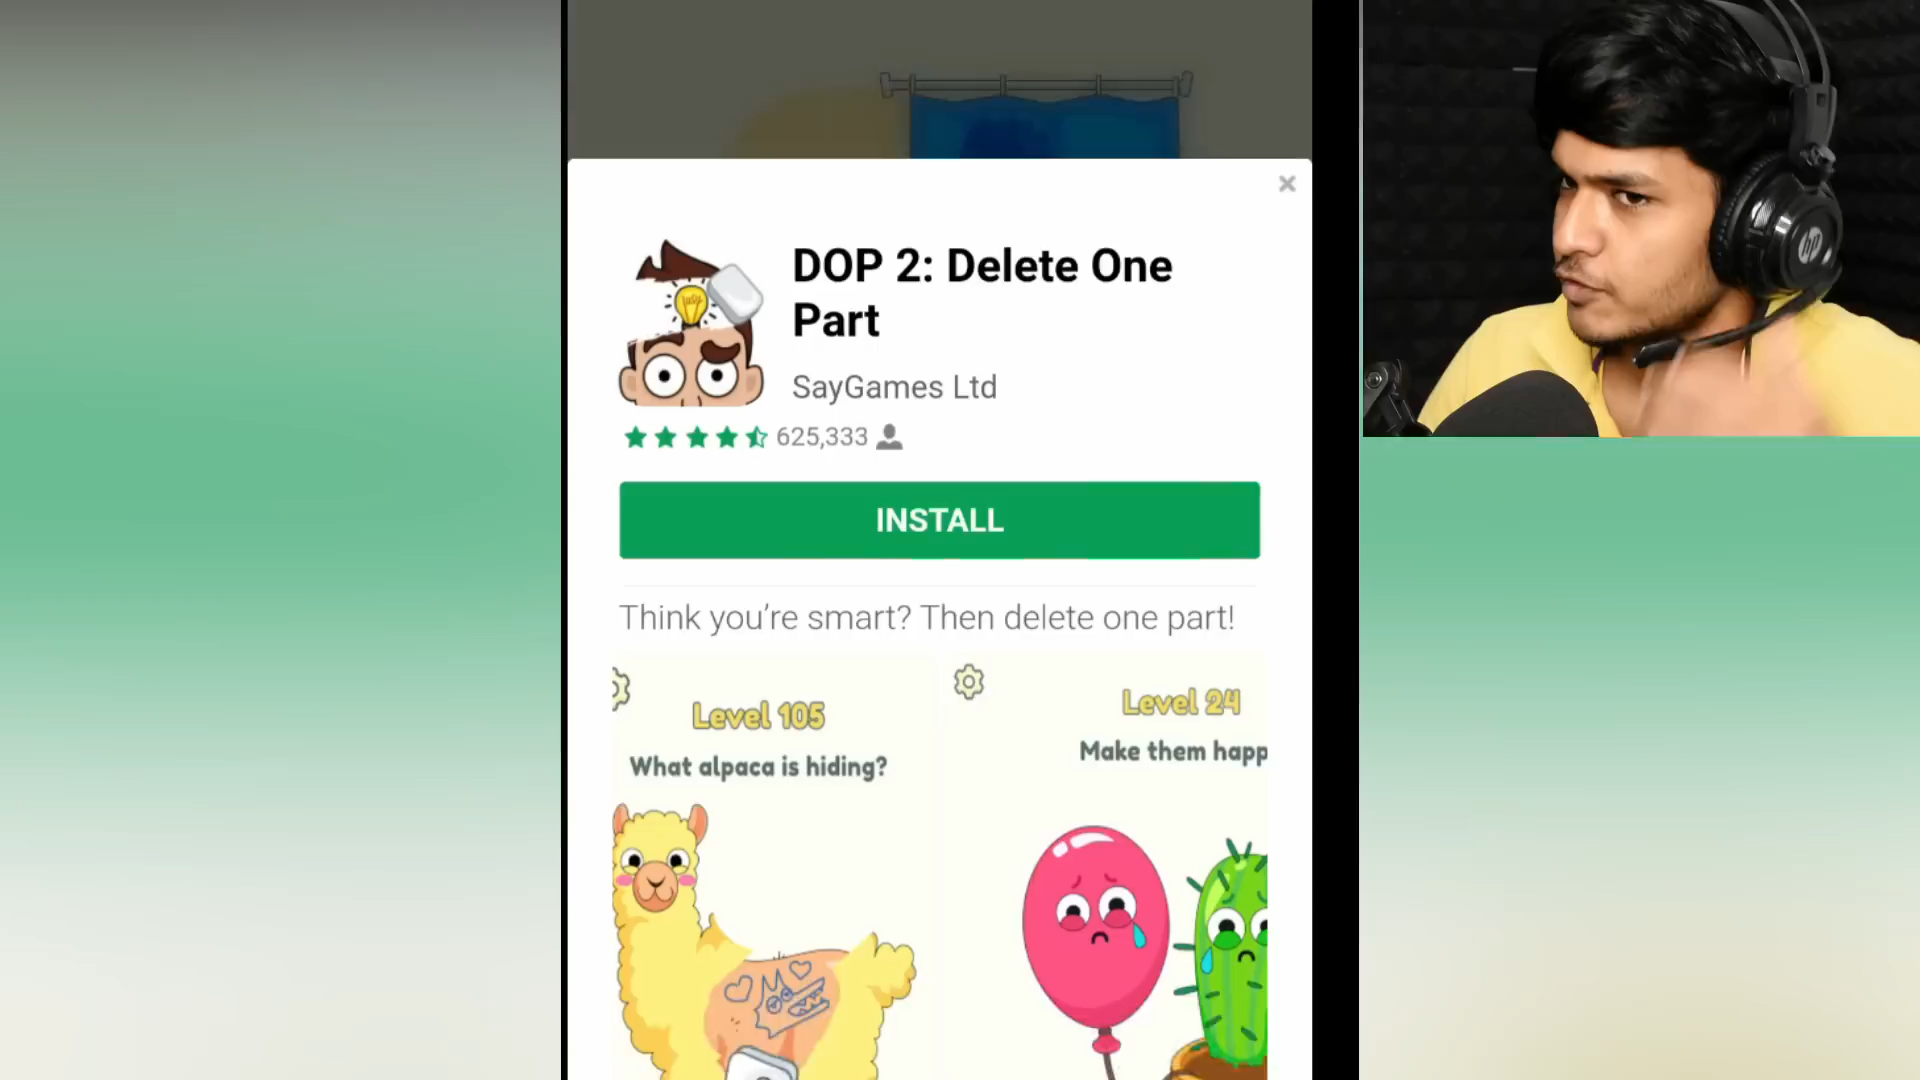 DOP 2: Delete One
Part
SayGames Ltd
625,333
INSTALL
Think you’re smart? Then delete one part!
Level 105
What alpaca is hiding?
Level 24
Make them happ
hp